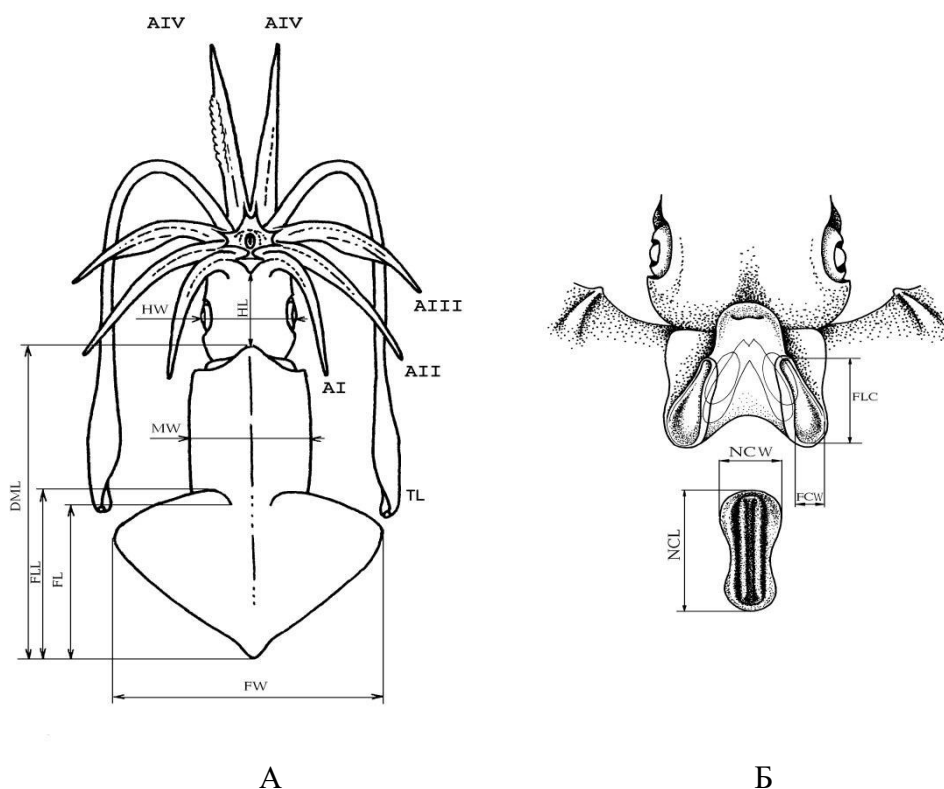 AIV AIV
HW
HL
AIII
AII
AI
MW
DML
FLL
FL
TL
FW
FLC
NCW
FCW
NCL
А Б